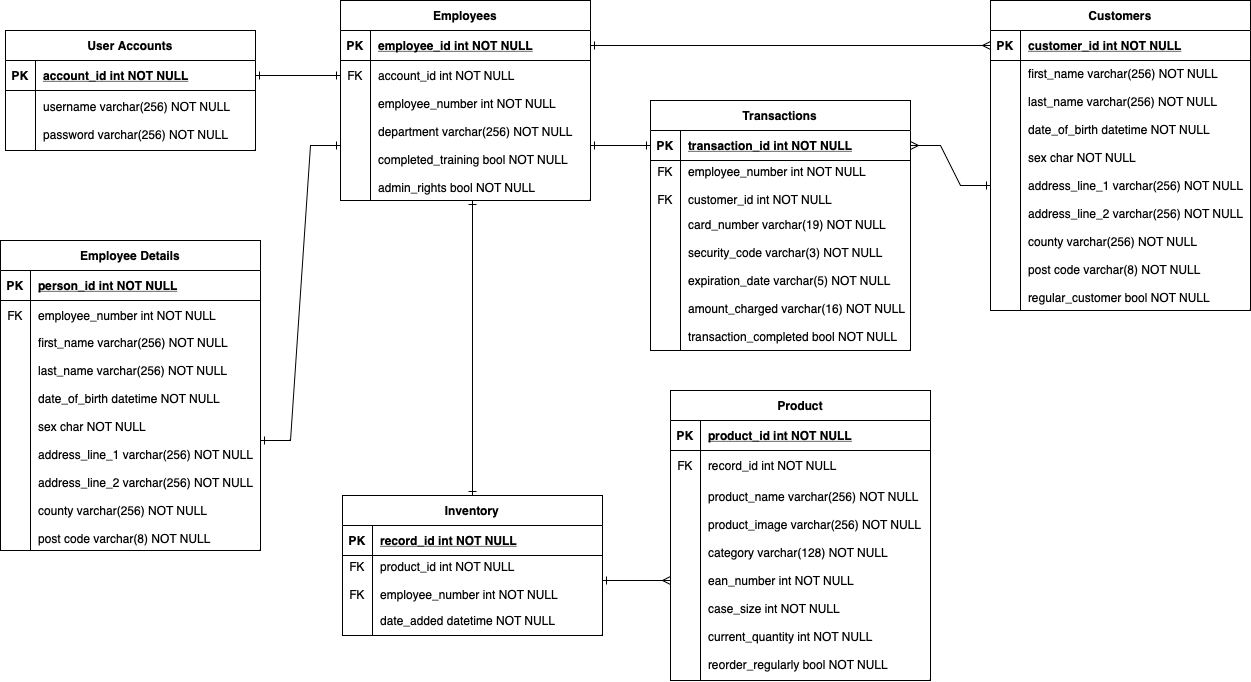 User Accounts
PK account_id int NOT NULL
username varchar(256) NOT NULL
password varchar(256) NOT NULL
Employees
PK employee_id int NOT NULL
FK account_id int NOT NULL
employee_number int NOT NULL
department varchar(256) NOT NULL
completed_training bool NOT NULL
admin_rights bool NOT NULL
Customers
PK customer_id int NOT NULL
first_name varchar(256) NOT NULL
last_name varchar(256) NOT NULL
date_of_birth datetime NOT NULL
sex char NOT NULL
address_line_1 varchar(256) NOT NULL
address_line_2 varchar(256) NOT NULL
county varchar(256) NOT NULL
post code varchar(8) NOT NULL
regular_customer bool NOT NULL
Transactions
PK transaction_id int NOT NULL
FK employee_number int NOT NULL
FK customer_id int NOT NULL
card_number varchar(19) NOT NULL
security_code varchar(3) NOT NULL
expiration_date varchar(5) NOT NULL
amount_charged varchar(16) NOT NULL
transaction_completed bool NOT NULL
Employee Details
PK person_id int NOT NULL
FK employee_number int NOT NULL
first_name varchar(256) NOT NULL
last_name varchar(256) NOT NULL
date_of_birth datetime NOT NULL
sex char NOT NULL
address_line_1 varchar(256) NOT NULL
address_line_2 varchar(256) NOT NULL
county varchar(256) NOT NULL
post code varchar(8) NOT NULL
Inventory
PK record_id int NOT NULL
FK product_id int NOT NULL
FK employee_number int NOT NULL
date_added datetime NOT NULL
Product
PK product_id int NOT NULL
FK record_id int NOT NULL
product_name varchar(256) NOT NULL
product_image varchar(256) NOT NULL
category varchar(128) NOT NULL
ean_number int NOT NULL
case_size int NOT NULL
current_quantity int NOT NULL
reorder_regularly bool NOT NULL